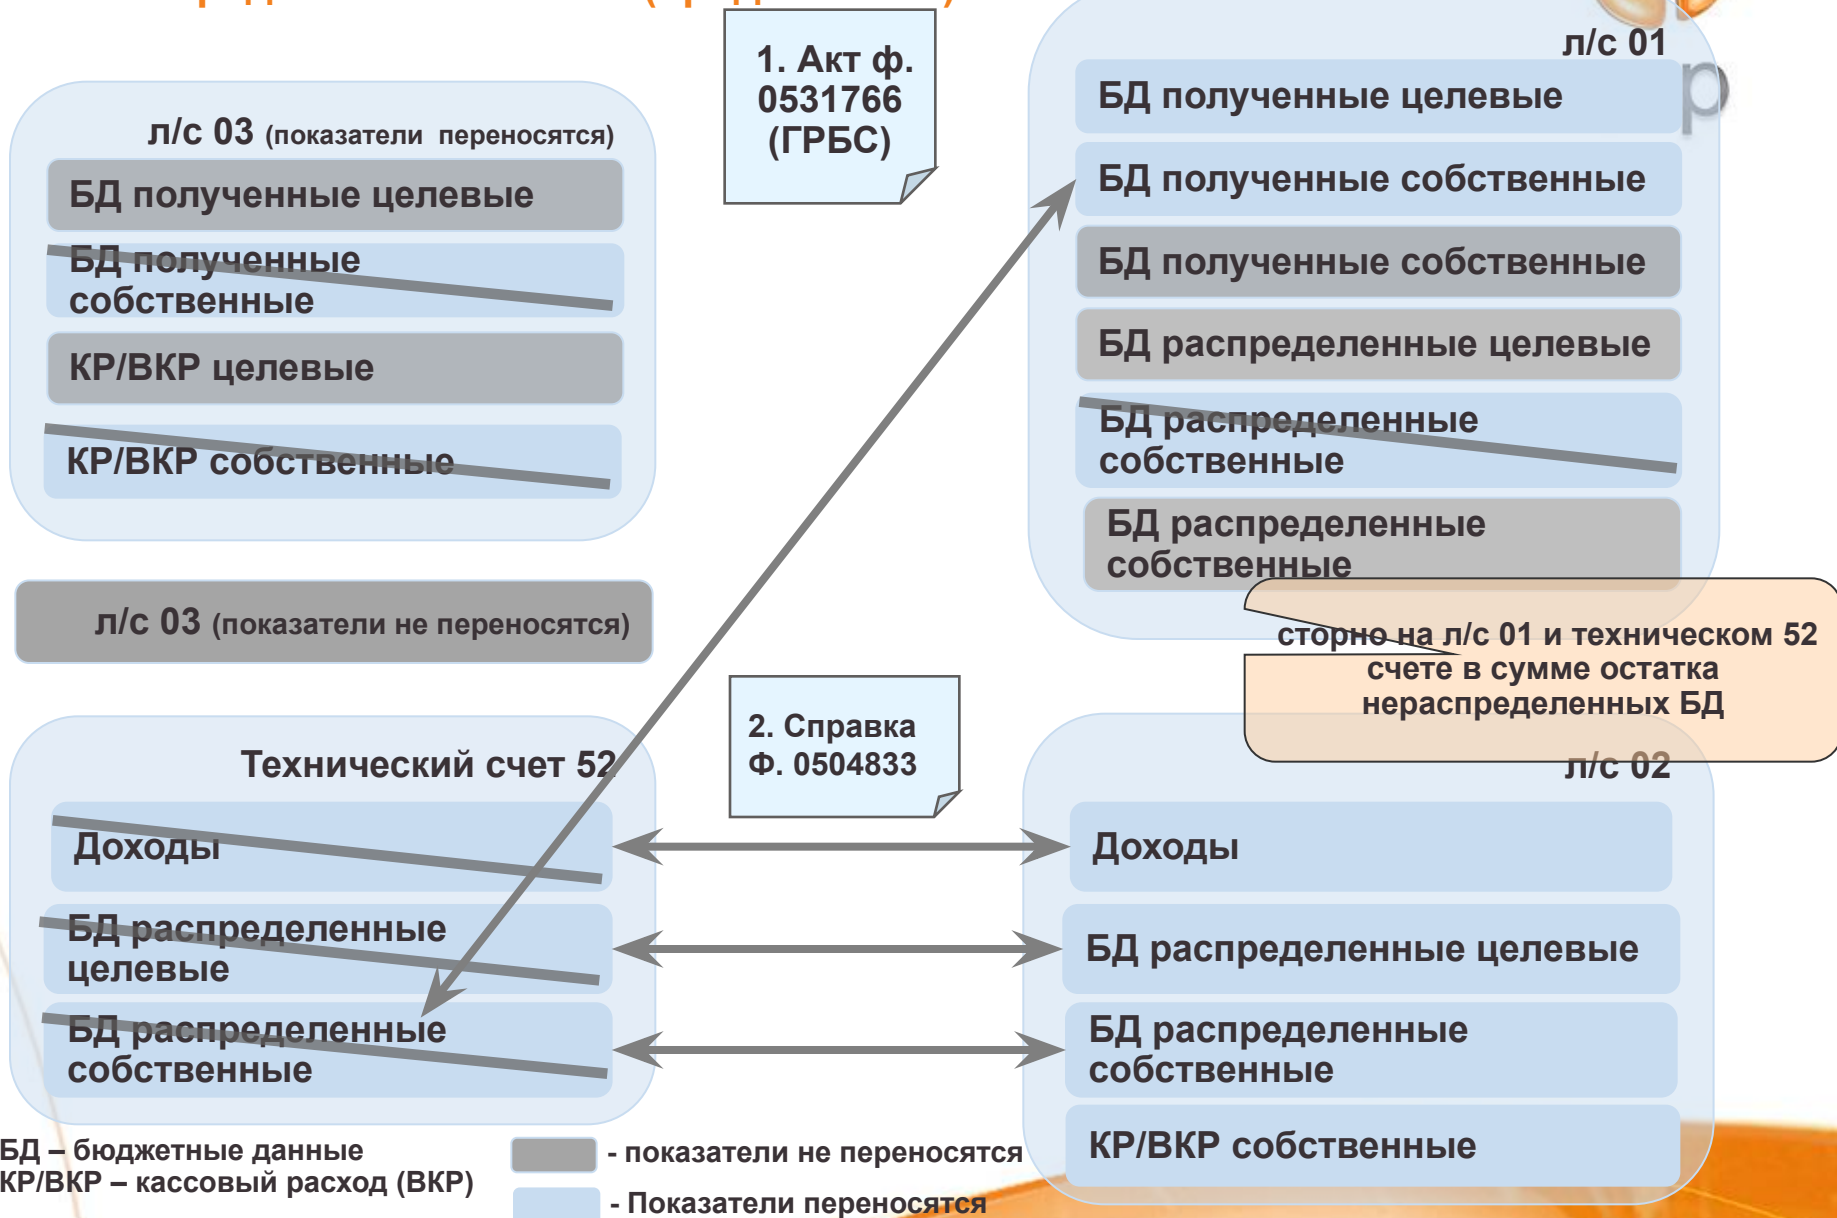 1. Акт ф.
0531766
(ГРБС)
л/с 03 (показатели переносятся)
БД полученные целевые
БД полученные
собственные
КР/ВКР целевые
КР/ВКР собственные
л/с 03 (показатели не переносятся)
л/с 01
р
БД полученные целевые
БД полученные собственные
БД полученные собственные
БД распределенные целевые
БД распределенные
собственные
БД распределенные
собственные
сторно на л/с 01 и техническом 52
счете в сумме остатка
нераспределенных БД
2. Справка
Ф. 0504833
Технический счет 52
Доходы
БД распределенные
целевые
БД распределенные
собственные
л/с 02
Доходы
БД распределенные целевые
БД распределенные
собственные
КР/ВКР собственные
БД – бюджетные данные
КР/ВКР – кассовый расход (ВКР)
- показатели не переносятся
- Показатели переносятся